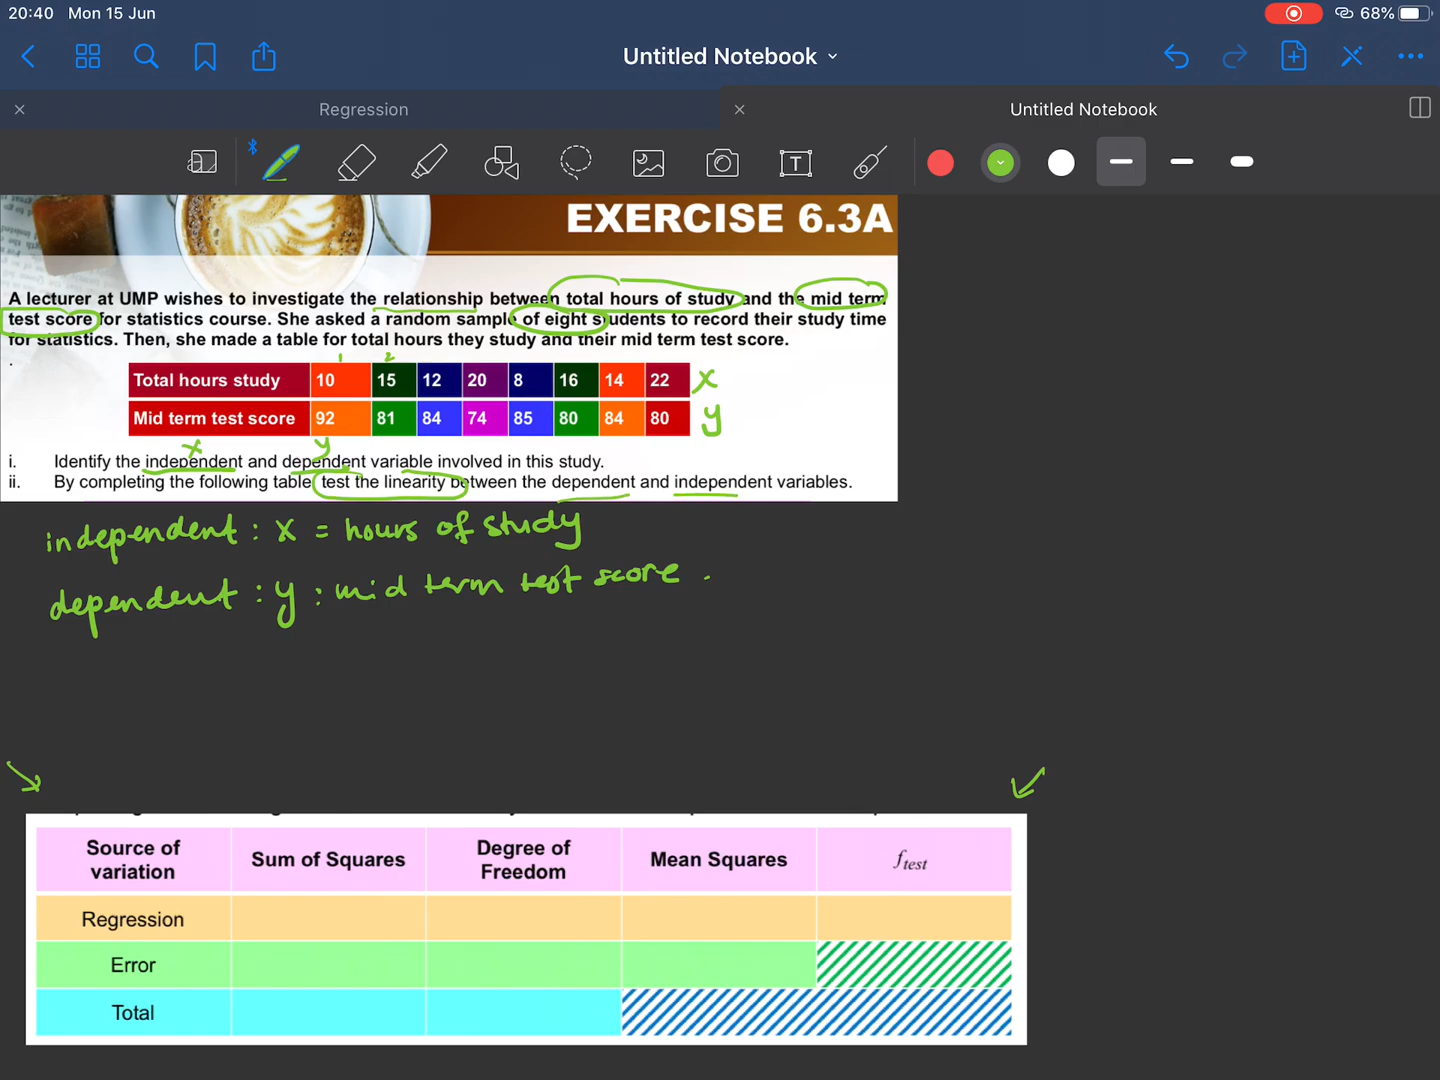 20:40 Mon 15 Jun
68%
Untitled Notebook
Regression
Untitled Notebook
T
EXERCISE 6.3A
A lecturer at UMP wishes to investigate the relationship between total hours of study and the mid term
test score for statistics course. She asked a random sample of eight students to record their study time
for statistics. Then, she made a table for total hours they study and their mid term test score.
.
1 2
Total hours study 10 15 12 20 8 16 14 22 x
Mid term test score 92 81 84 74 85 80 84 80 y
x y
i. Identify the independent and dependent variable involved in this study.
ii. By completing the following table test the linearity between the dependent and independent variables.
independent : x = hours of study
dependent : y : mid term test score .
Source of variation Sum of Squares Degree of Freedom Mean Squares f test
Regression
Error
Total